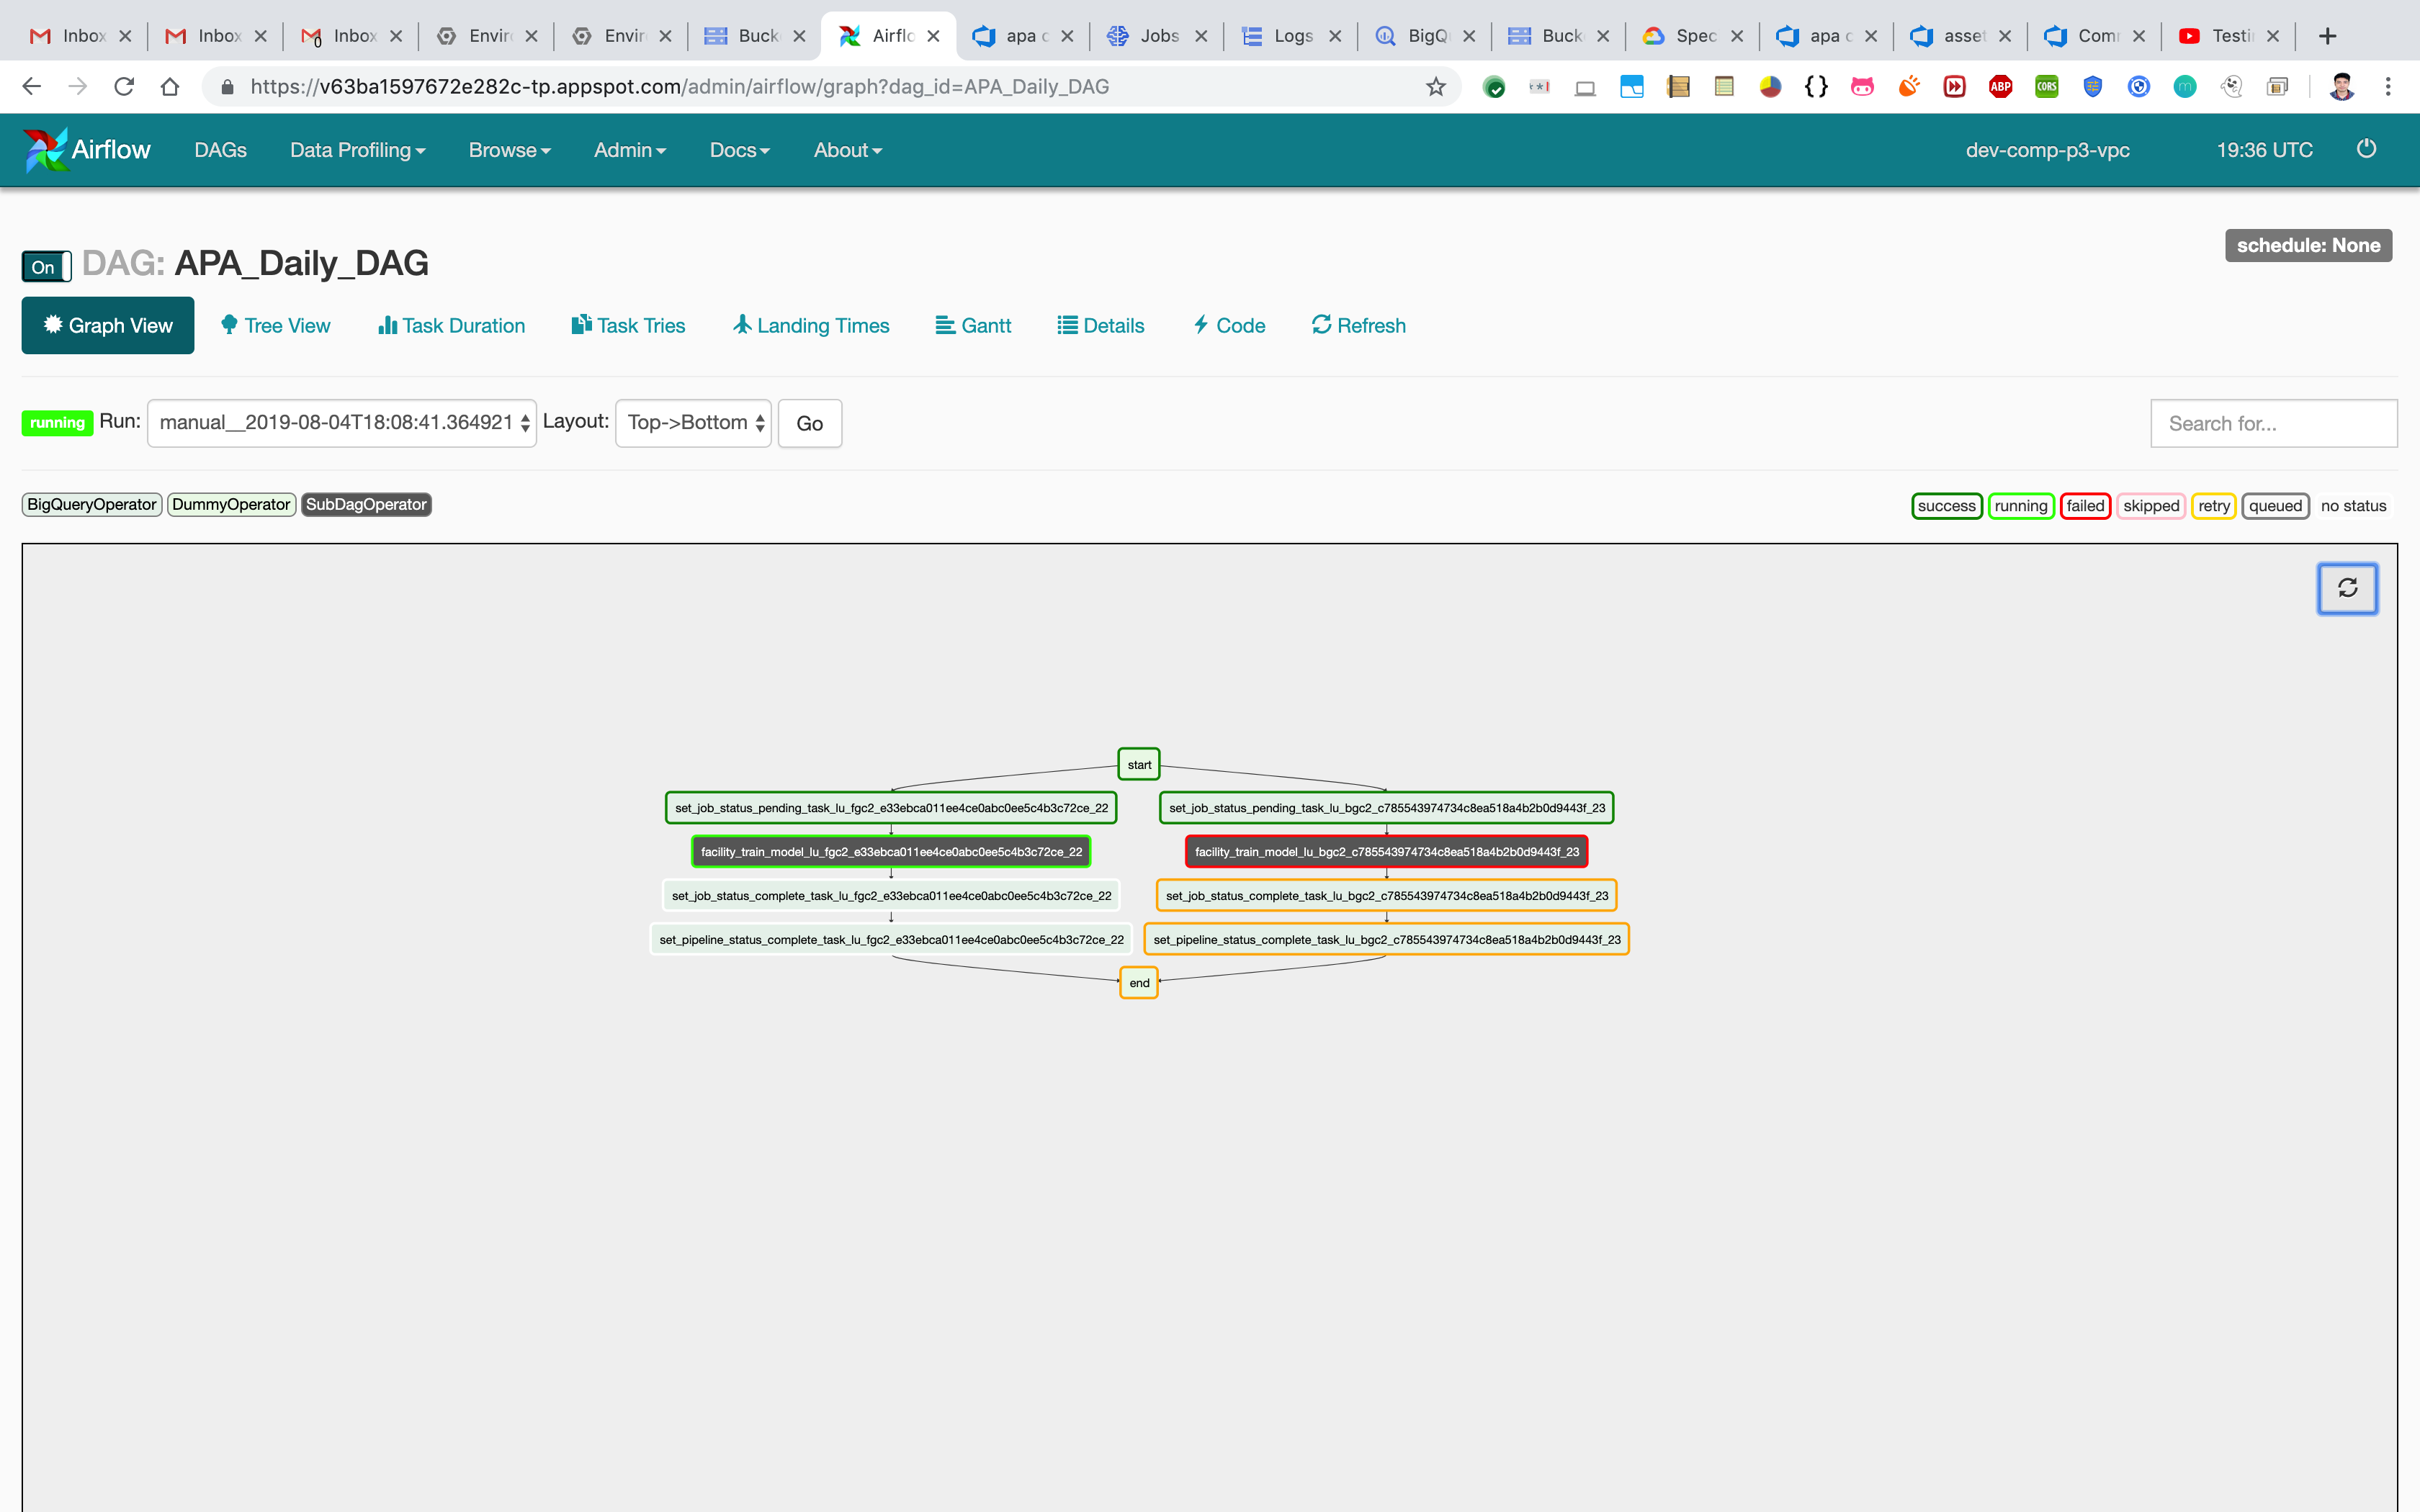 Inbox Inbox Inbox Enviro Envir Buck Airflo apa c Jobs Logs BigQ Buck Spec apa c asset Com Testi
https://v63ba1597672e282c-tp.appspot.com/admin/airflow/graph?dag_id=APA_Daily_DAG
ABP CORS m
Airflow DAGs Data Profiling Browse Admin Docs About dev-comp-p3-vpc 19:36 UTC
On DAG: APA_Daily_DAG schedule: None
Graph View Tree View Task Duration Task Tries Landing Times Gantt Details Code Refresh
running Run: manual__2019-08-04T18:08:41.364921 Layout: Top->Bottom Go Search for...
BigQueryOperator DummyOperator SubDagOperator success running failed skipped retry queued no status
start
set_job_status_pending_task_lu_fgc2_e33ebca011ee4ce0abc0ee5c4b3c72ce_22 set_job_status_pending_task_lu_bgc2_c785543974734c8ea518a4b2b0d9443f_23
facility_train_model_lu_fgc2_e33ebca011ee4ce0abc0ee5c4b3c72ce_22 facility_train_model_lu_bgc2_c785543974734c8ea518a4b2b0d9443f_23
set_job_status_complete_task_lu_fgc2_e33ebca011ee4ce0abc0ee5c4b3c72ce_22 set_job_status_complete_task_lu_bgc2_c785543974734c8ea518a4b2b0d9443f_23
set_pipeline_status_complete_task_lu_fgc2_e33ebca011ee4ce0abc0ee5c4b3c72ce_22 set_pipeline_status_complete_task_lu_bgc2_c785543974734c8ea518a4b2b0d9443f_23
end